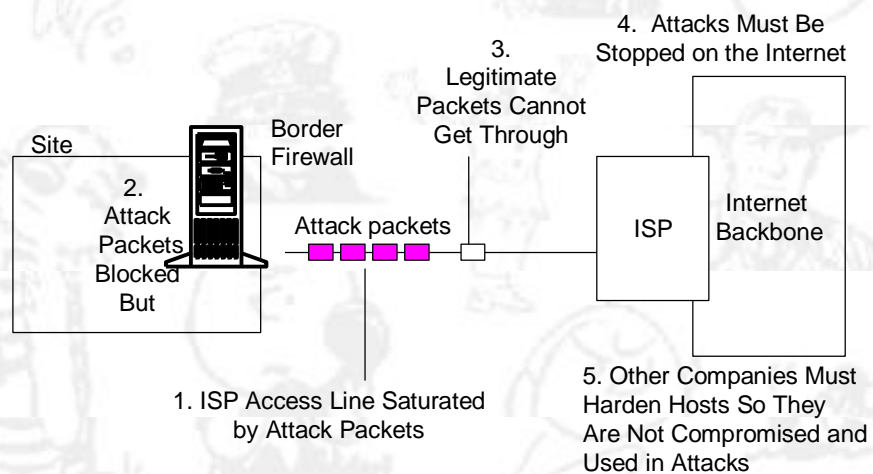 4. Attacks Must Be
Stopped on the Internet
3.
Legitimate
Packets Cannot
Get Through
Border
Firewall
Site
2.
Attack
Packets
Blocked
But
Attack packets
ISP
Internet
Backbone
1. ISP Access Line Saturated
by Attack Packets
5. Other Companies Must
Harden Hosts So They
Are Not Compromised and
Used in Attacks